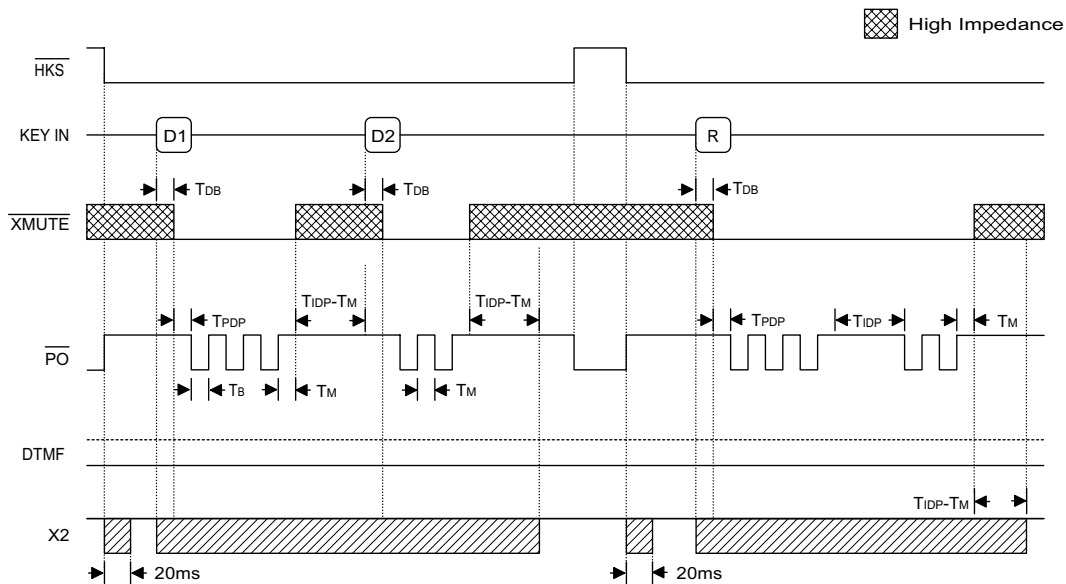 High Impedance
HKS
KEY IN
D1
D2
R
TDB
TDB
TDB
XMUTE
TIDP-TM
TIDP-TM
TPDP
TPDP
TIDP
TM
PO
TB
TM
TM
DTMF
TIDP-TM
X2
20ms
20ms